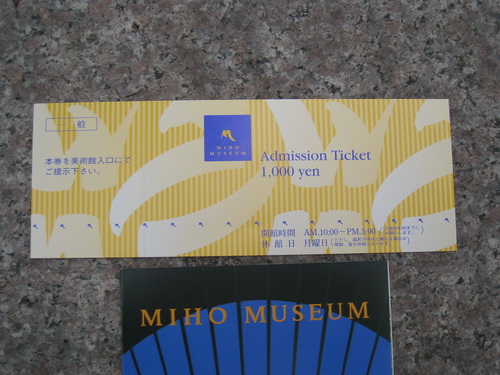 一般
本券を美術館入口にて
ご提示下さい。
MIHO
MUSEUM
Admission Ticket
1,000 yen
開館時間 AM.10:00~PM.5:00
休館日 月曜日
MIHO MUSEUM